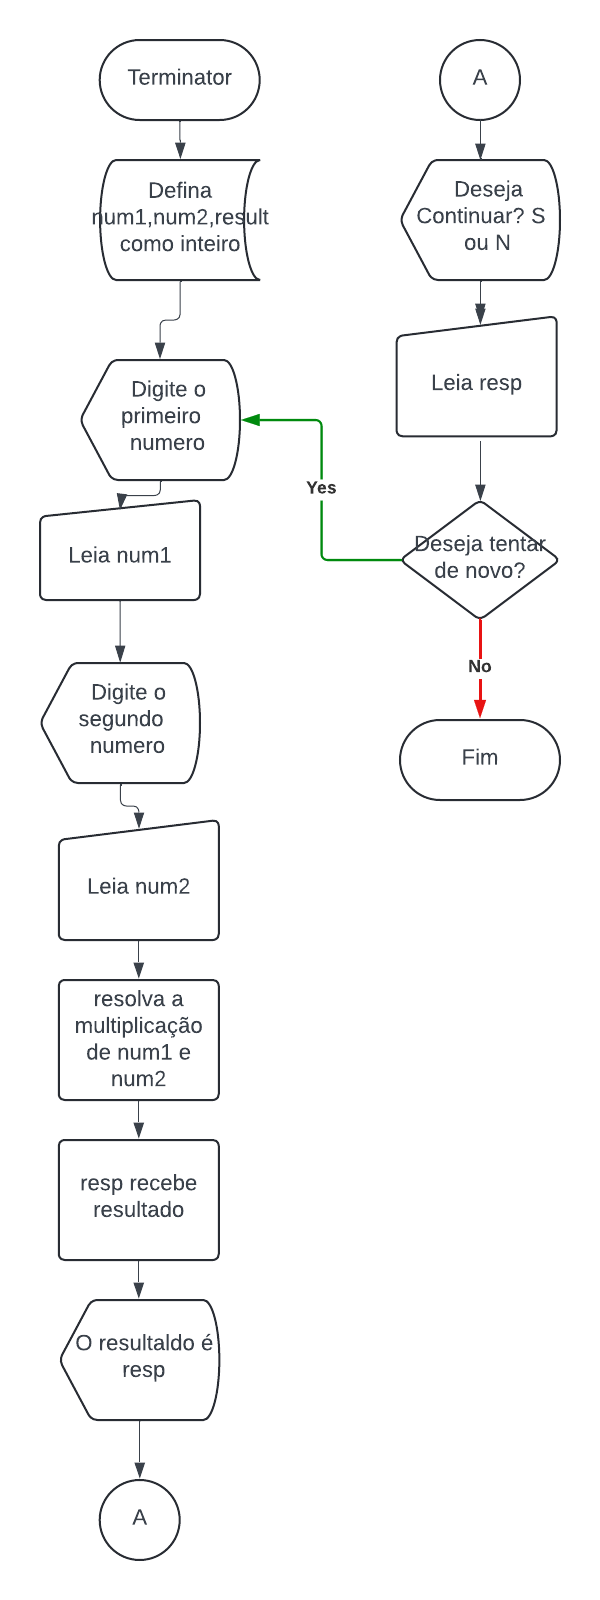 Terminator
Defina
num1,num2,result
como inteiro
Digite o
primeiro
numero
Leia num1
Digite o
segundo
numero
Leia num2
resolva a
multiplicação
de num1 e
num2
resp recebe
resultado
O resultaldo é
resp
A
A
Deseja
Continuar? S
ou N
Leia resp
Deseja tentar
de novo?
Yes
No
Fim